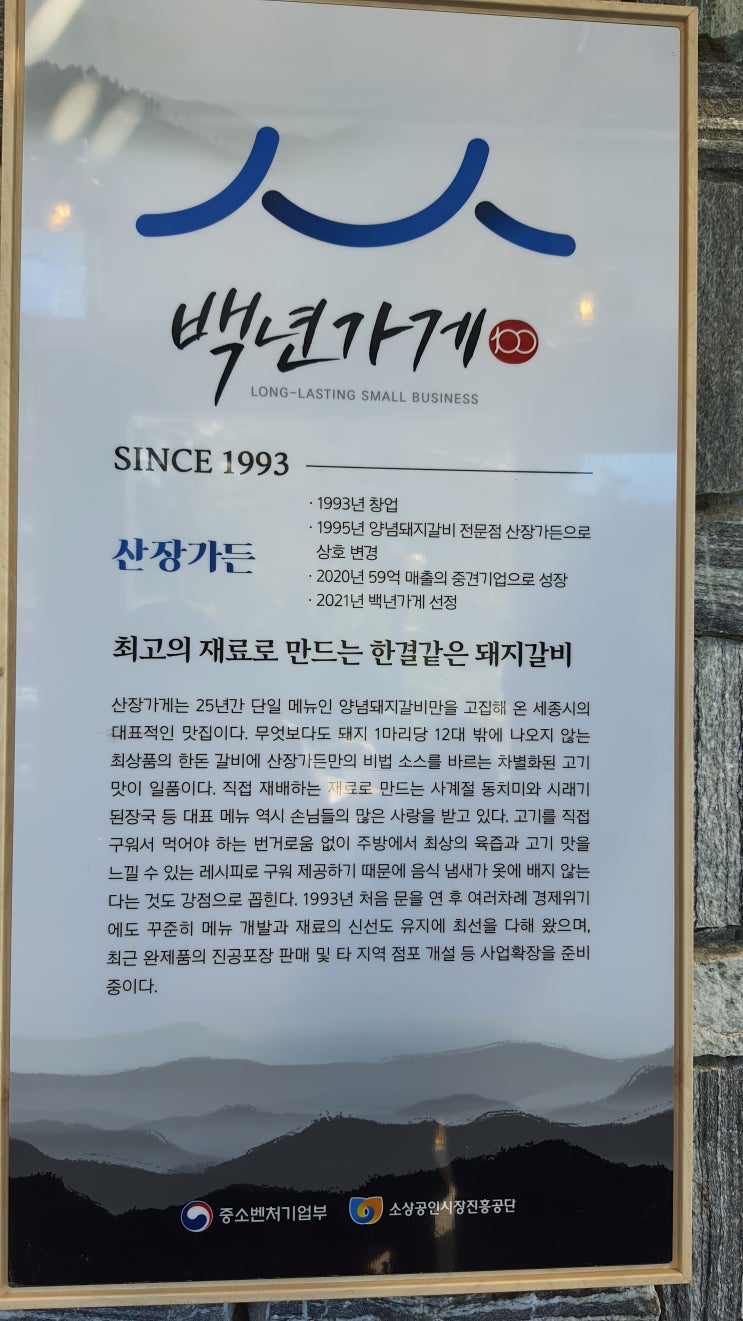 백년가게 100
LONG-LASTING SMALL BUSINESS
SINCE 1993
산장가든
· 1993년 창업
· 1995년 양념돼지갈비 전문점 산장가든으로
상호 변경
· 2020년 59억 매출의 중견기업으로 성장
· 2021년 백년가게 선정
최고의 재료로 만드는 한결같은 돼지갈비
산장가게는 25년간 단일 메뉴인 양념돼지갈비만을 고집해 온 세종시의
대표적인 맛집이다. 무엇보다도 돼지 1마리당 12대 밖에 나오지 않는
최상품의 한돈 갈비에 산장가든만의 비법 소스를 바르는 차별화된 고기
맛이 일품이다. 직접 재배하는 재료로 만드는 사계절 동치미와 시래기
된장국 등 대표 메뉴 역시 손님들의 많은 사랑을 받고 있다. 고기를 직접
구워서 먹어야 하는 번거로움 없이 주방에서 최상의 육즙과 고기 맛을
느낄 수 있는 레시피로 구워 제공하기 때문에 음식 냄새가 옷에 배지 않는
다는 것도 강점으로 꼽힌다. 1993년 처음 문을 연 후 여러차례 경제위기
에도 꾸준히 메뉴 개발과 재료의 신선도 유지에 최선을 다해 왔으며,
최근 완제품의 진공포장 판매 및 타 지역 점포 개설 등 사업확장을 준비
중이다.
중소벤처기업부 소상공인시장진흥공단